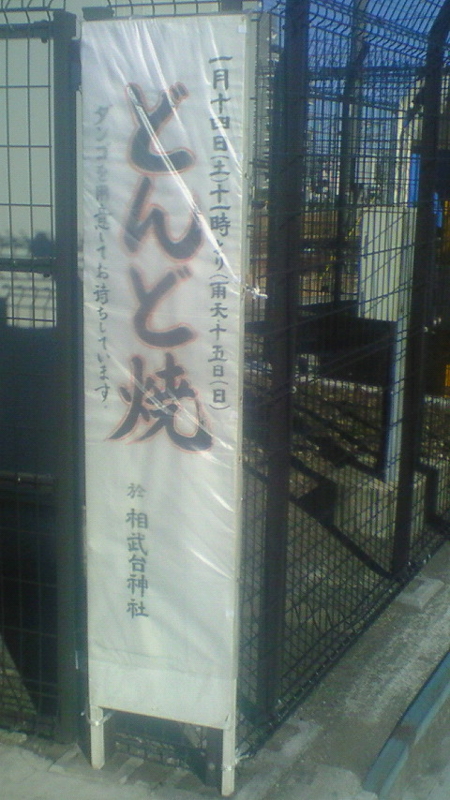 一月十四日(土)十一時より(雨天十五日(日)
どんど焼
ダンゴを用意してお待ちしています。
於 相武台神社